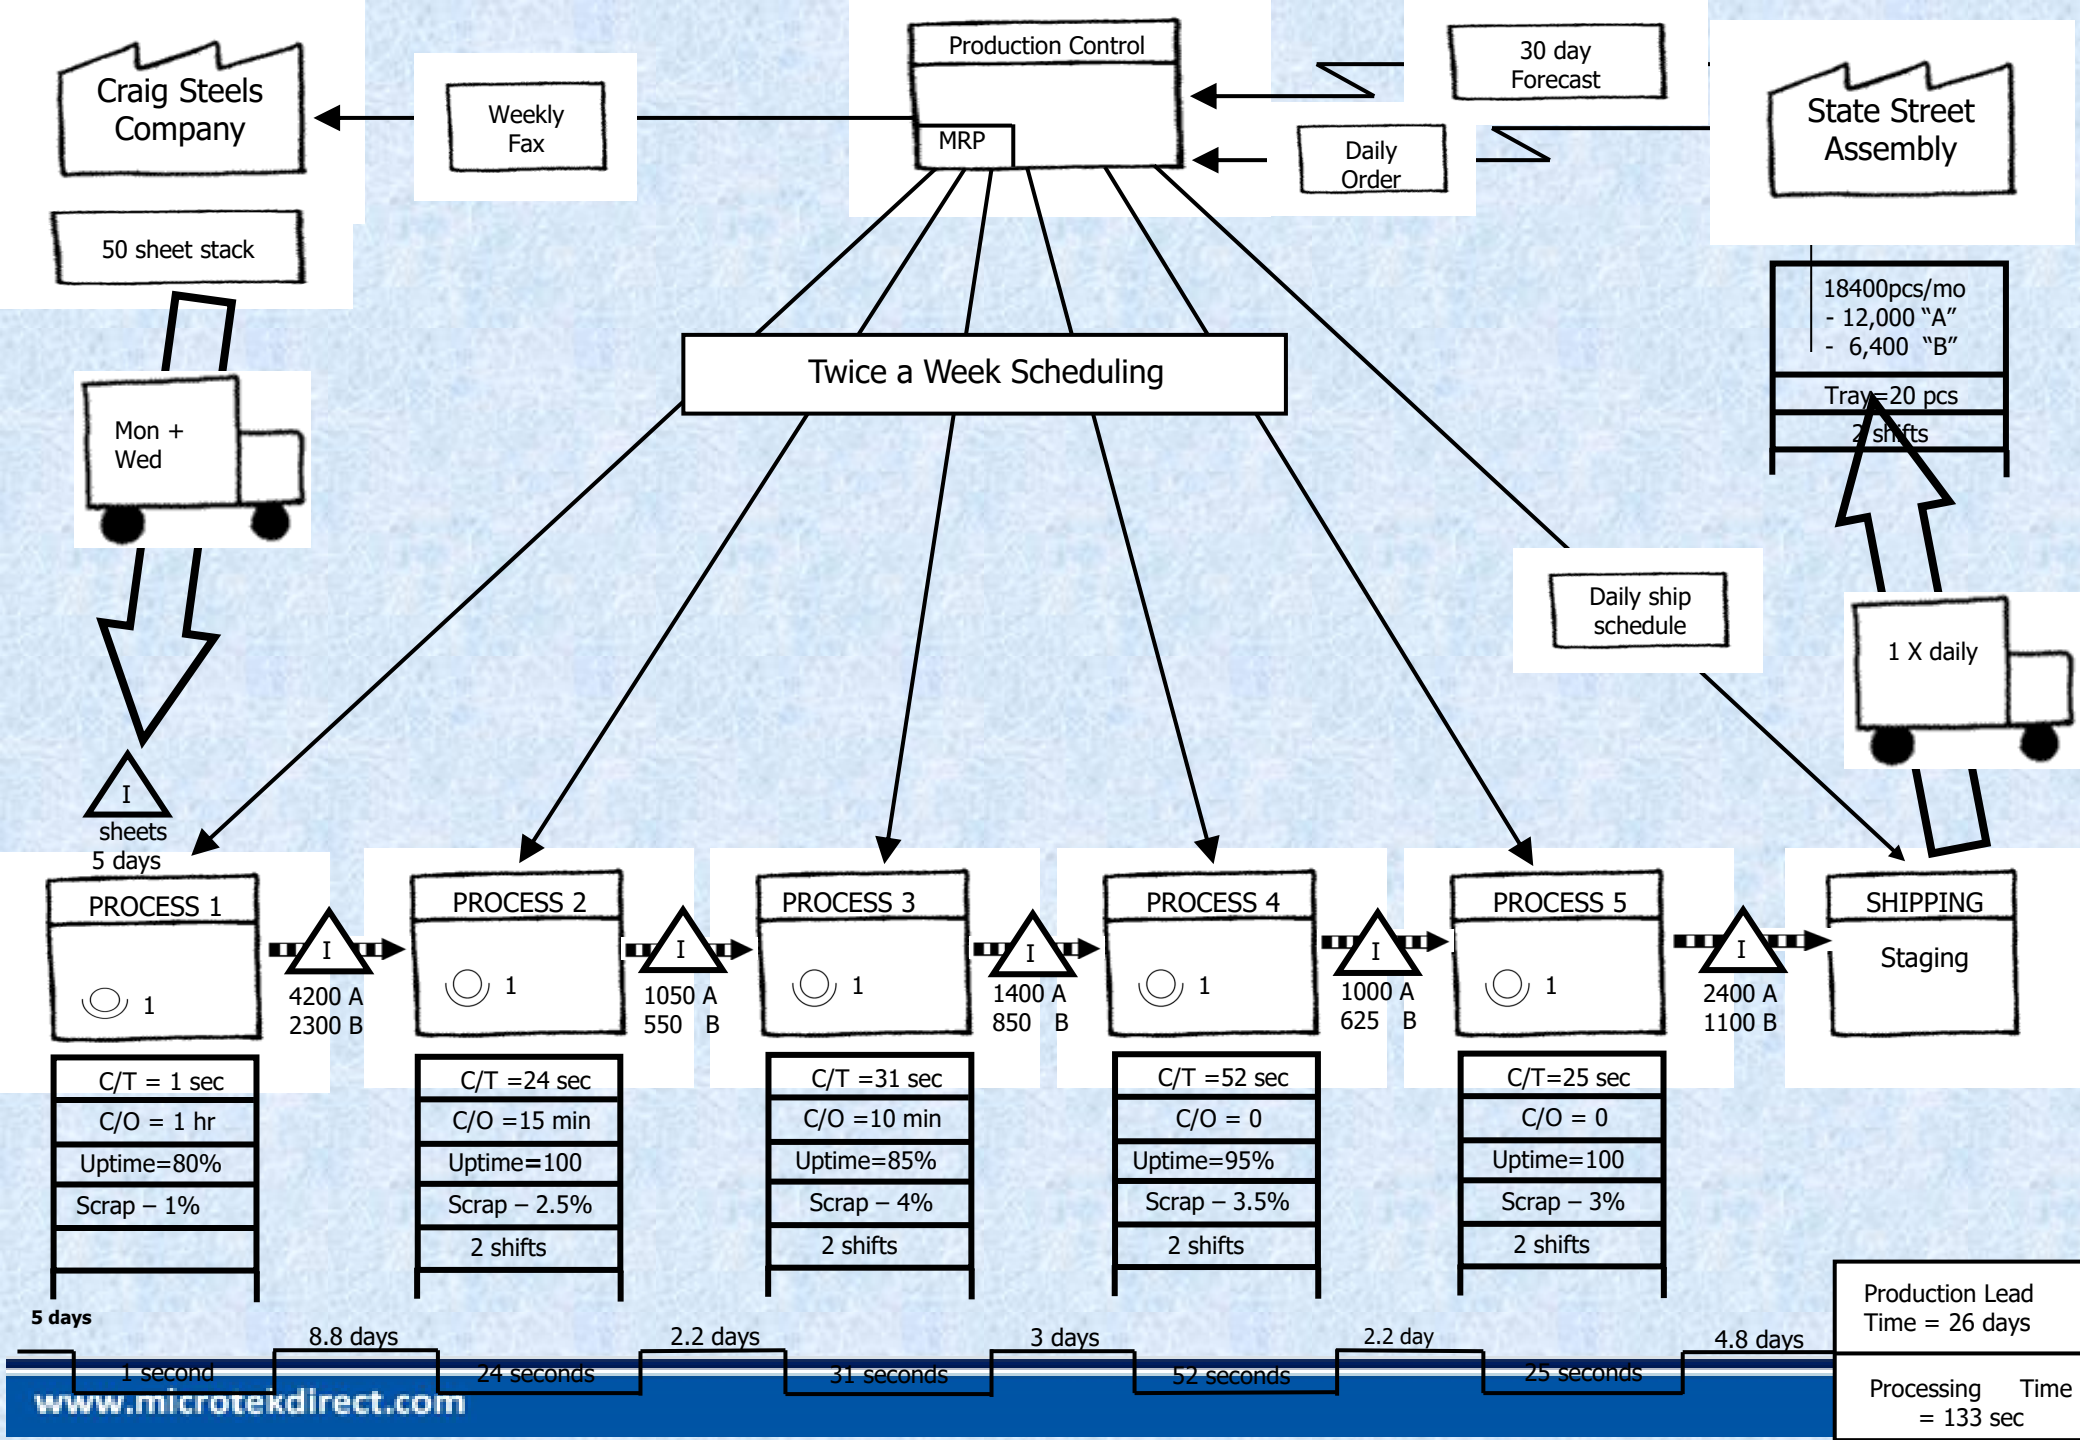 Craig Steels
Company
50 sheet stack
Weekly
Fax
Production Control
MRP
30 day
Forecast
Daily
Order
State Street
Assembly
18400pcs/mo
- 12,000 “A”
- 6,400 “B”
Tray=20 pcs
2 shifts
Twice a Week Scheduling
Mon +
Wed
Daily ship
schedule
1 X daily
I
sheets
5 days
PROCESS 1
1
I
4200 A
2300 B
PROCESS 2
1
I
1050 A
550 B
PROCESS 3
1
I
1400 A
850 B
PROCESS 4
1
I
1000 A
625 B
PROCESS 5
1
I
2400 A
1100 B
SHIPPING
Staging
C/T = 1 sec
C/O = 1 hr
Uptime=80%
Scrap – 1%
C/T =24 sec
C/O =15 min
Uptime=100
Scrap – 2.5%
2 shifts
C/T =31 sec
C/O =10 min
Uptime=85%
Scrap – 4%
2 shifts
C/T =52 sec
C/O = 0
Uptime=95%
Scrap – 3.5%
2 shifts
C/T=25 sec
C/O = 0
Uptime=100
Scrap – 3%
2 shifts
5 days
1 second
8.8 days
24 seconds
2.2 days
31 seconds
3 days
52 seconds
2.2 day
25 seconds
4.8 days
Production Lead
Time = 26 days
Processing Time
= 133 sec
www.microtekdirect.com